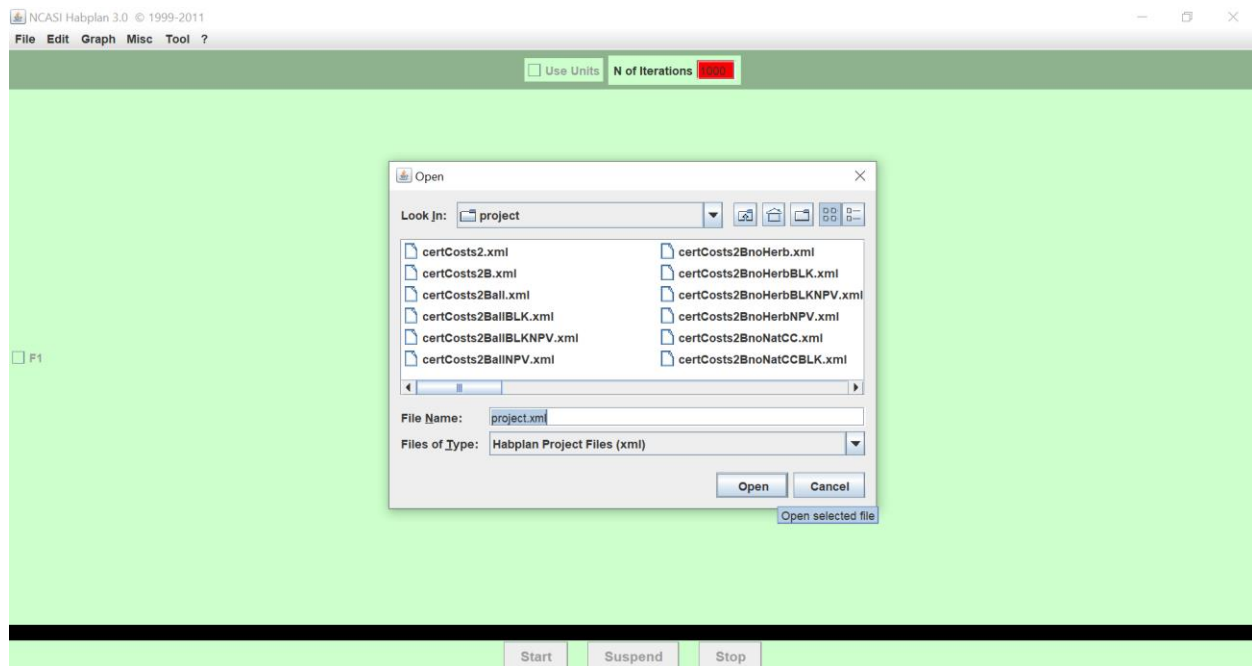 NCASI Habplan 3.0 © 1999-2011
File Edit Graph Misc Tool ?
Use Units N of Iterations 1000
Open
Look In: project
certCosts2.xml certCosts2BnoHerb.xml
certCosts2B.xml certCosts2BnoHerbBLK.xml
certCosts2Ball.xml certCosts2BnoHerbBLKNPV.xml
certCosts2BallBLK.xml certCosts2BnoHerbNPV.xml
certCosts2BallBLKNPV.xml certCosts2BnoNatCC.xml
certCosts2BallNPV.xml certCosts2BnoNatCCBLK.xml
F1
File Name: project.xml
Files of Type: Habplan Project Files (xml)
Open Cancel
Open selected file
Start Suspend Stop